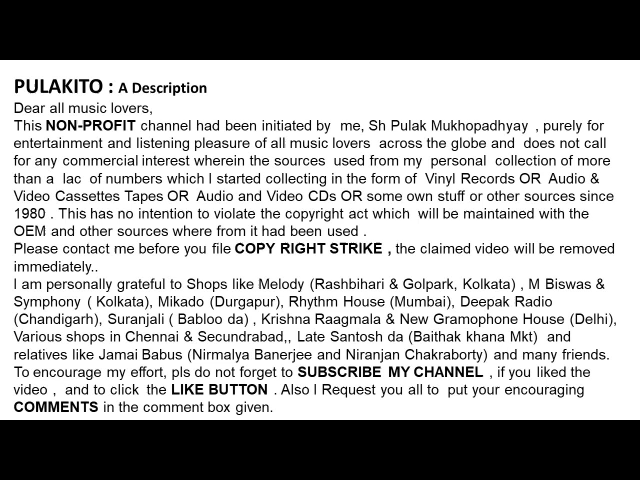 PULAKITO : A Description
Dear all music lovers,
This NON-PROFIT channel had been initiated by me, Sh Pulak Mukhopadhyay , purely for
entertainment and listening pleasure of all music lovers across the globe and does not call
for any commercial interest wherein the sources used from my personal collection of more
than a lac of numbers which I started collecting in the form of Vinyl Records OR Audio &
Video Cassettes Tapes OR Audio and Video CDs OR some own stuff or other sources since
1980 . This has no intention to violate the copyright act which will be maintained with the
OEM and other sources where from it had been used .
Please contact me before you file COPY RIGHT STRIKE , the claimed video will be removed
immediately..
I am personally grateful to Shops like Melody (Rashbihari & Golpark, Kolkata) , M Biswas &
Symphony ( Kolkata), Mikado (Durgapur), Rhythm House (Mumbai), Deepak Radio
(Chandigarh), Suranjali ( Babloo da) , Krishna Raagmala & New Gramophone House (Delhi),
Various shops in Chennai & Secundrabad,, Late Santosh da (Baithak khana Mkt) and
relatives like Jamai Babus (Nirmalya Banerjee and Niranjan Chakraborty) and many friends.
To encourage my effort, pls do not forget to SUBSCRIBE MY CHANNEL , if you liked the
video , and to click the LIKE BUTTON . Also I Request you all to put your encouraging
COMMENTS in the comment box given.